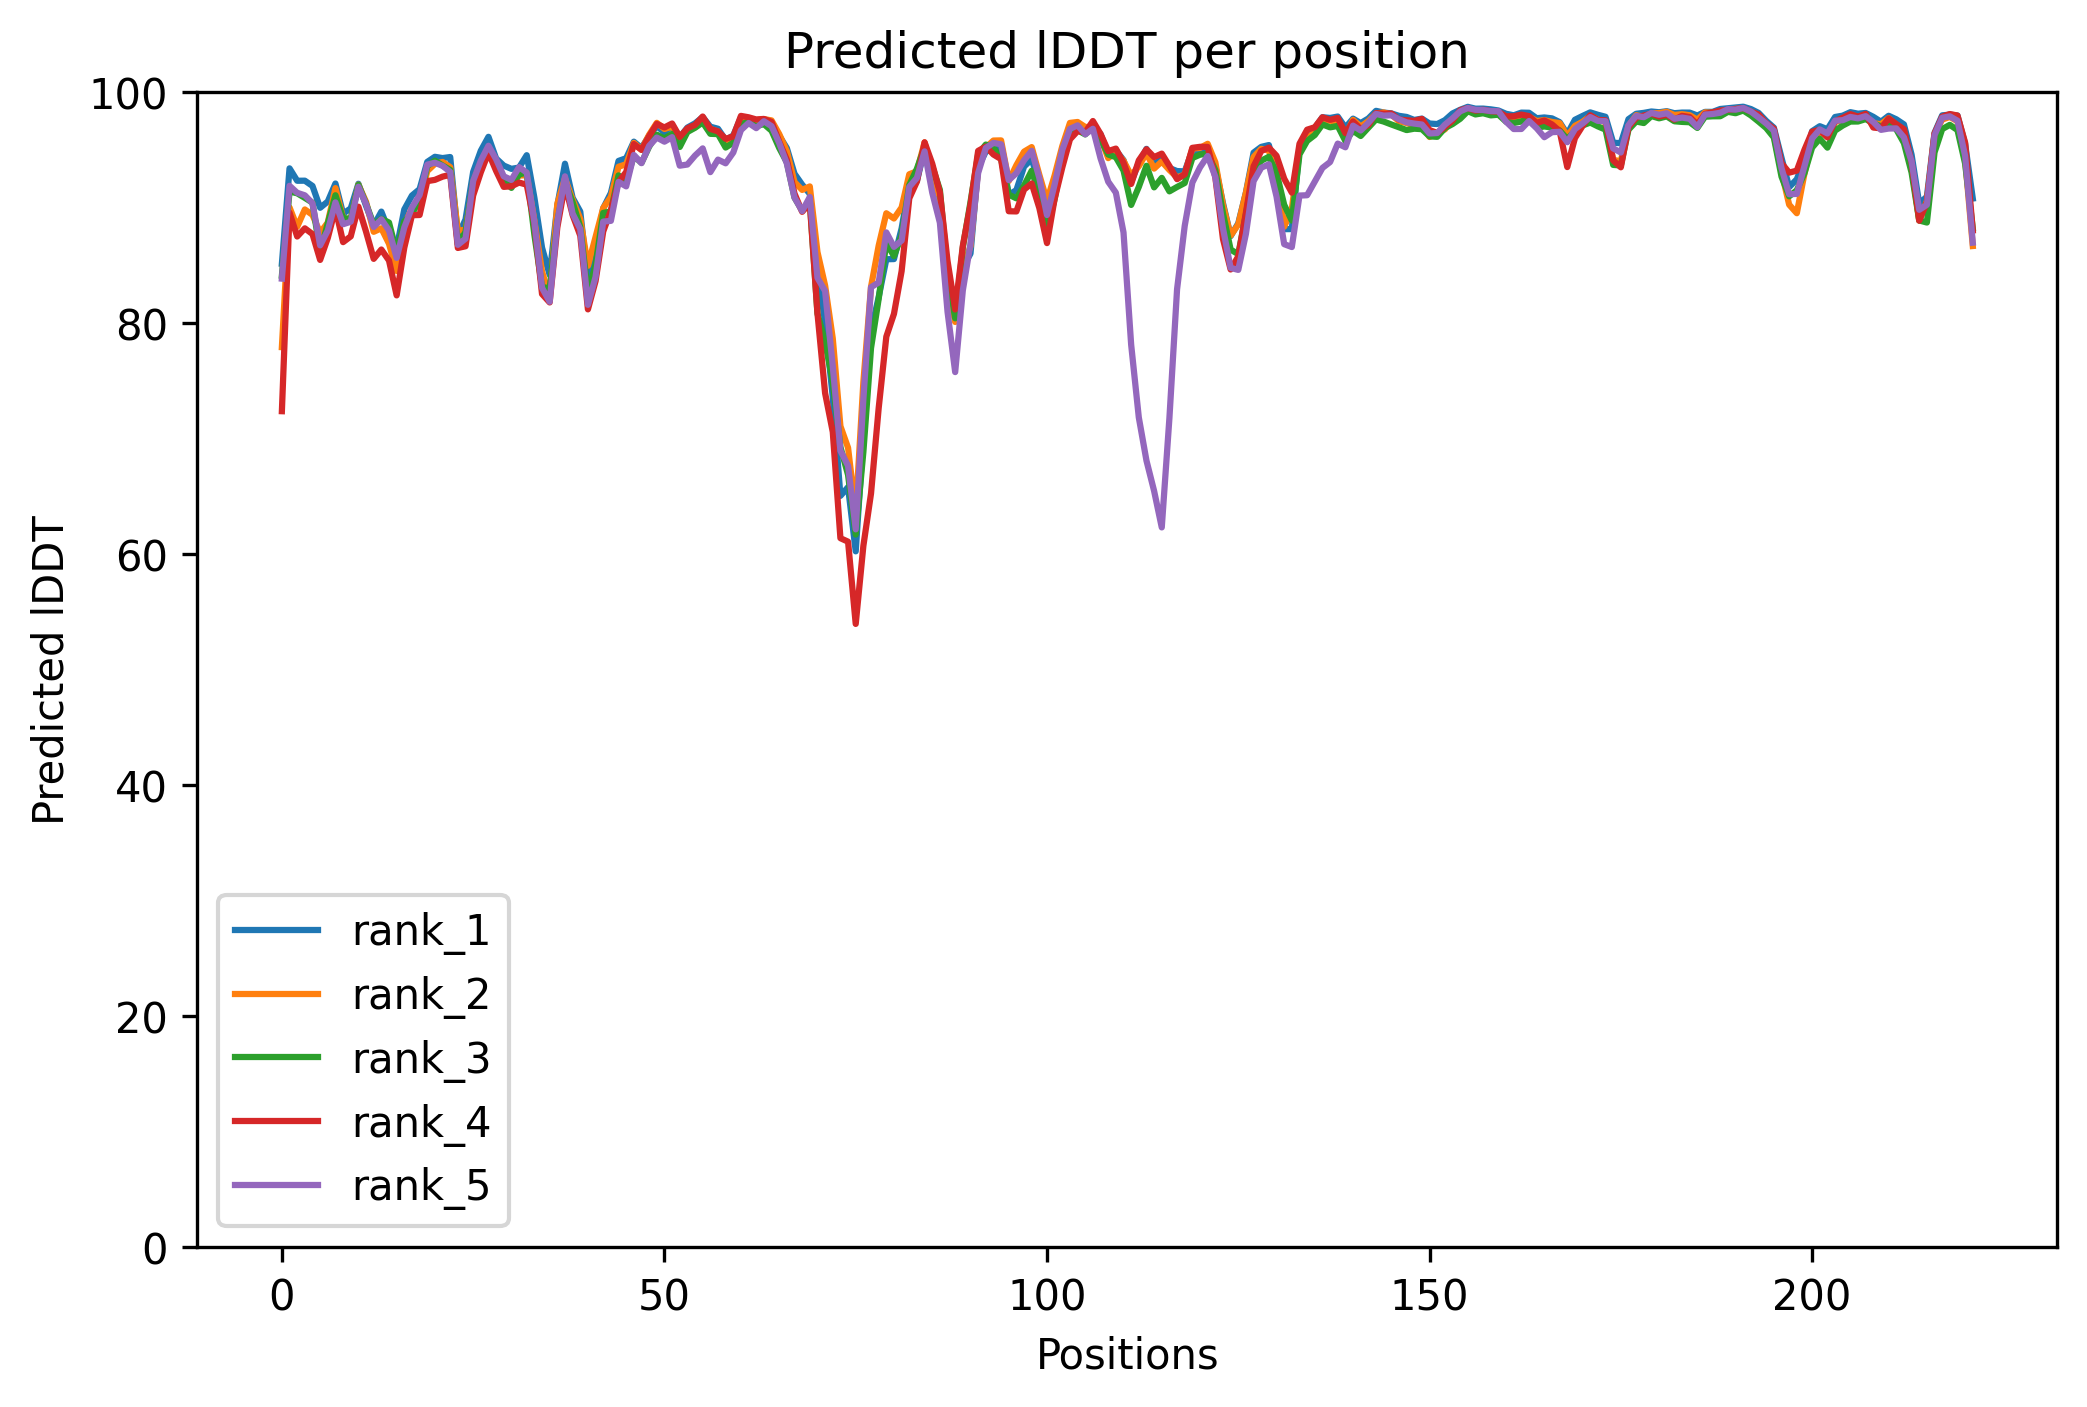 Predicted lDDT per position
100
80
60
40
20
0
Predicted lDDT
rank_1
rank_2
rank_3
rank_4
rank_5
0 50 100 150 200
Positions